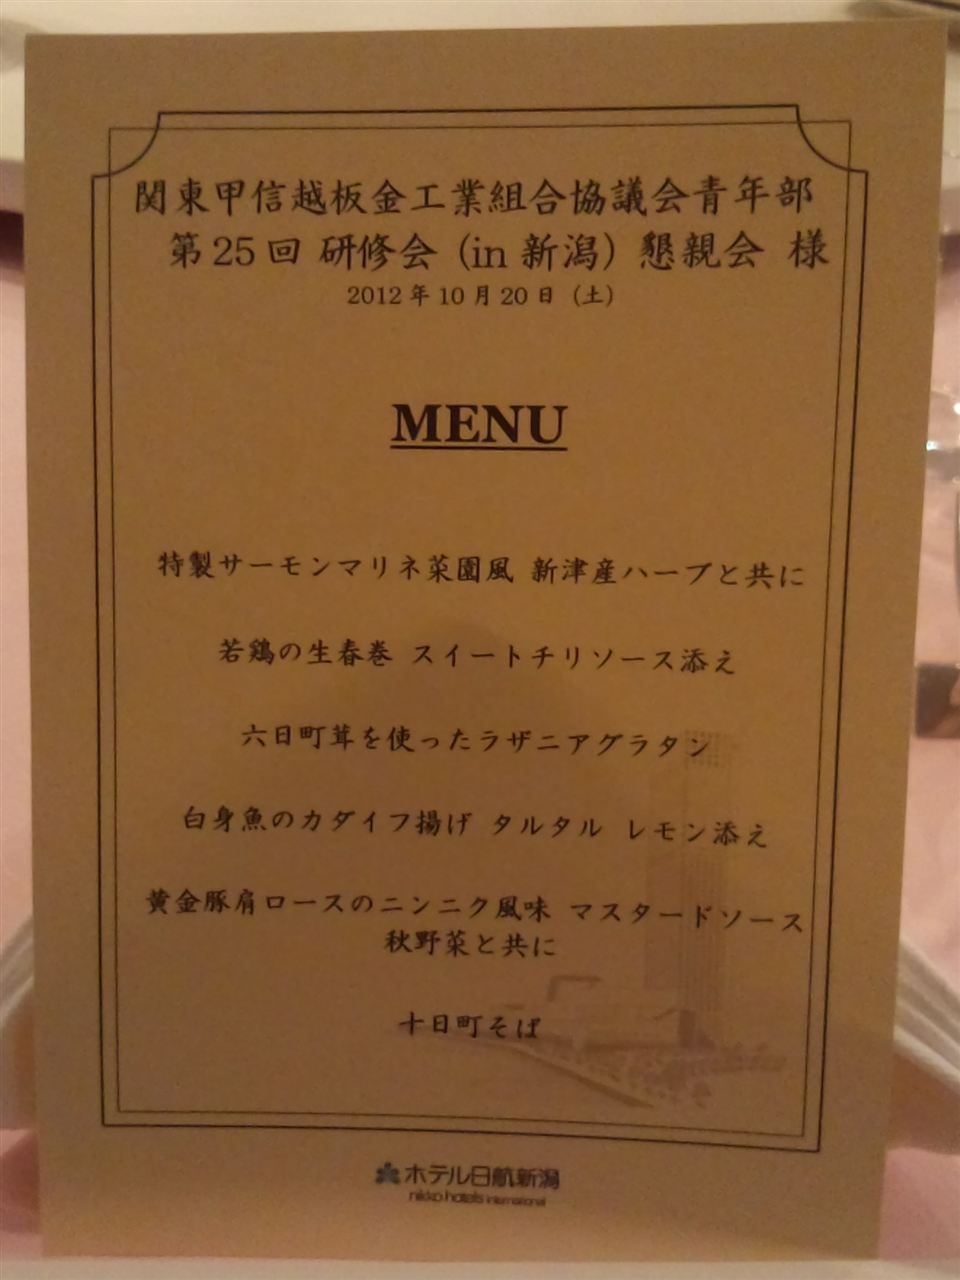 関東甲信越板金工業組合協議会青年部
第25回 研修会 (in 新潟) 懇親会 様
2012年10月20日 (土)
MENU
特製サーモンマリネ菜園風 新津産ハーブと共に
若鶏の生春巻 スイートチリソース添え
六日町茸を使ったラザニアグラタン
白身魚のカダイフ揚げ タルタル レモン添え
黄金豚肩ロースのニンニク風味 マスタードソース
秋野菜と共に
十日町そば
ホテル日航新潟
nikko hotels international